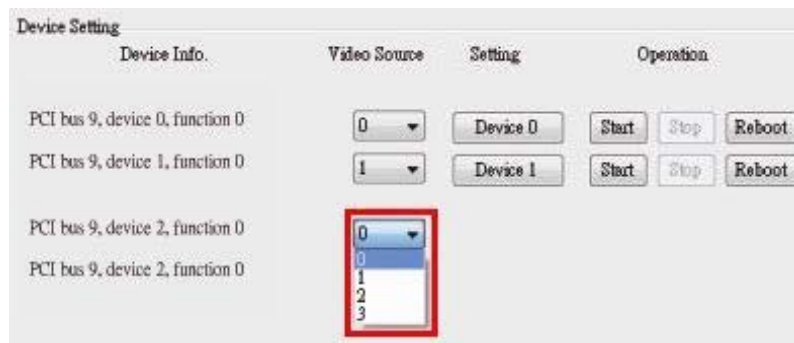 Device Setting
Device Info. Video Source Setting Operation
PCI bus 9, device 0, function 0 0 Device 0 Start Stop Reboot
PCI bus 9, device 1, function 0 1 Device 1 Start Stop Reboot
PCI bus 9, device 2, function 0 0
0
PCI bus 9, device 2, function 0 1
2
3